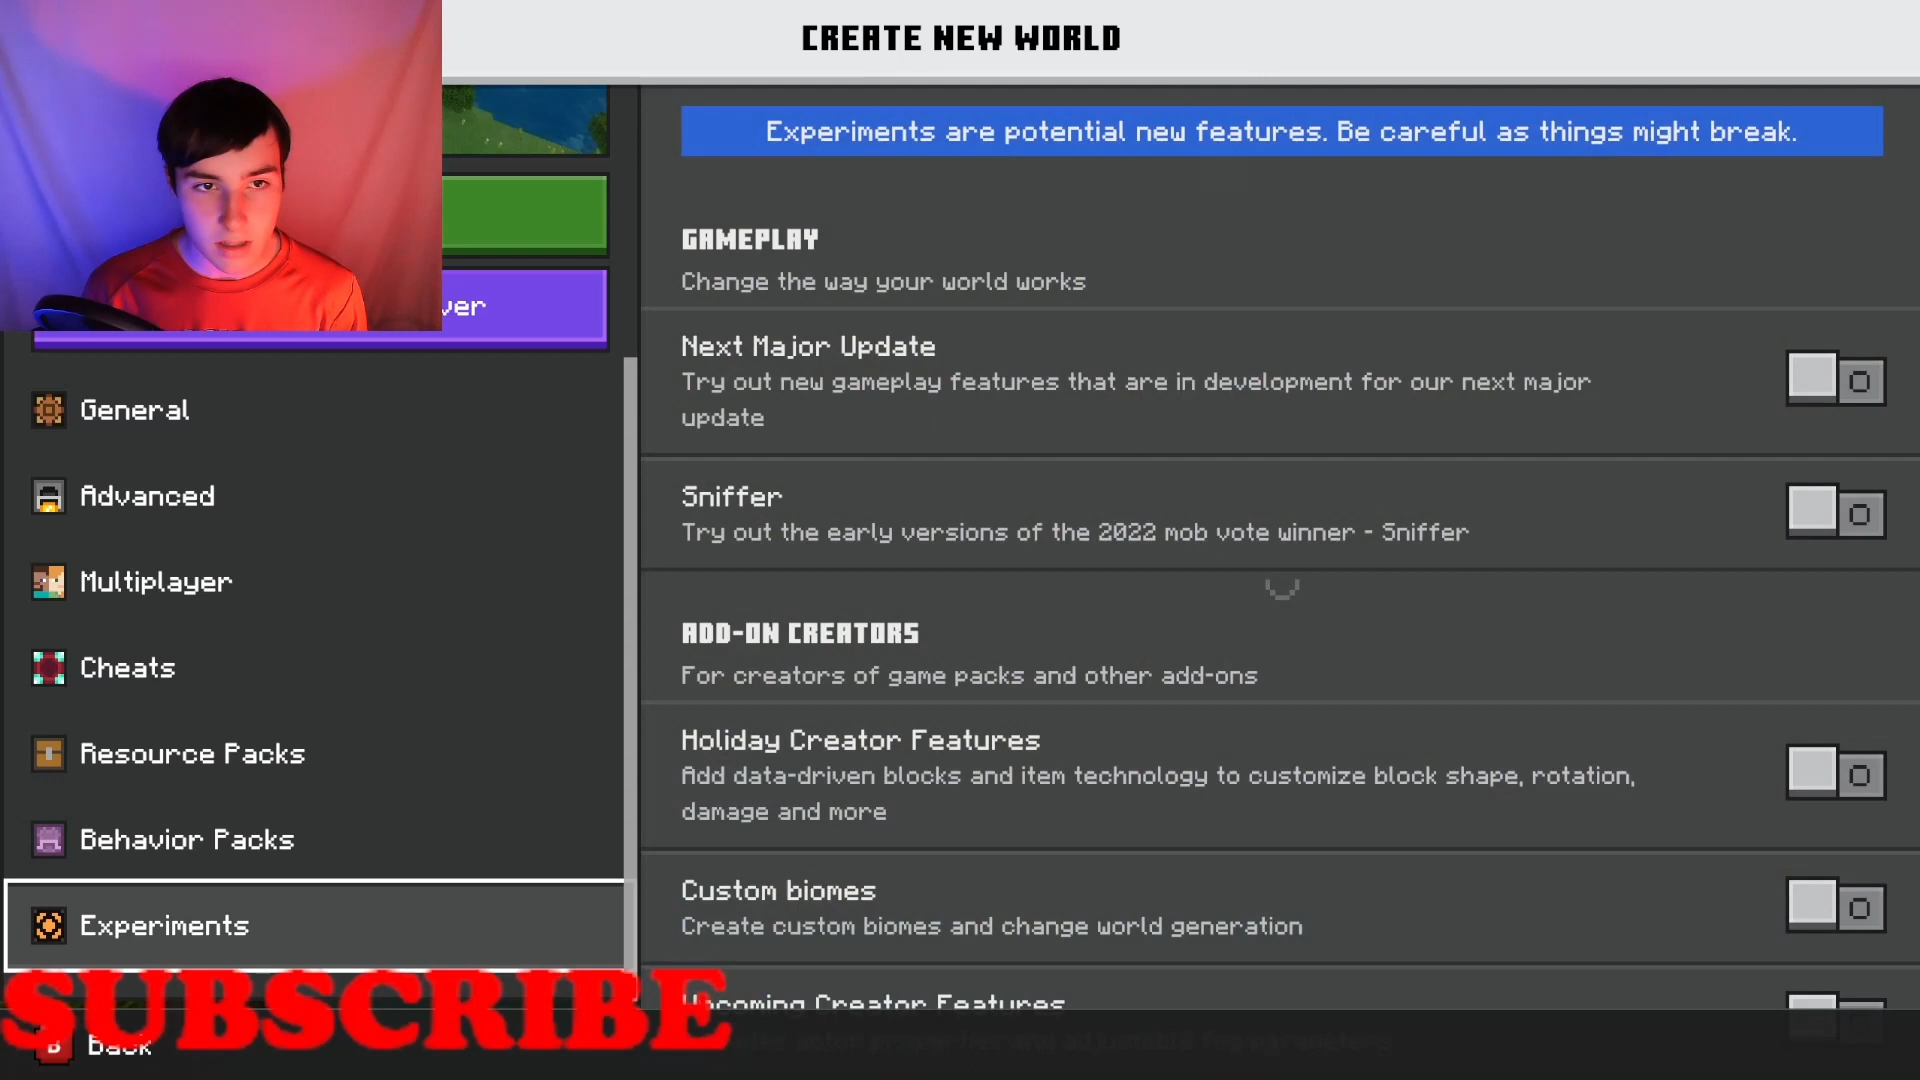 CREATE NEW WORLD
Experiments are potential new features. Be careful as things might break.
ver
General
Advanced
Multiplayer
Cheats
Resource Packs
Behavior Packs
Experiments
GAMEPLAY
Change the way your world works
Next Major Update
Try out new gameplay features that are in development for our next major
update
Sniffer
Try out the early versions of the 2022 mob vote winner - Sniffer
ADD-ON CREATORS
For creators of game packs and other add-ons
Holiday Creator Features
Add data-driven blocks and item technology to customize block shape, rotation,
damage and more
Custom biomes
Create custom biomes and change world generation
Upcoming Creator Features
SUBSCRIBE
B Back